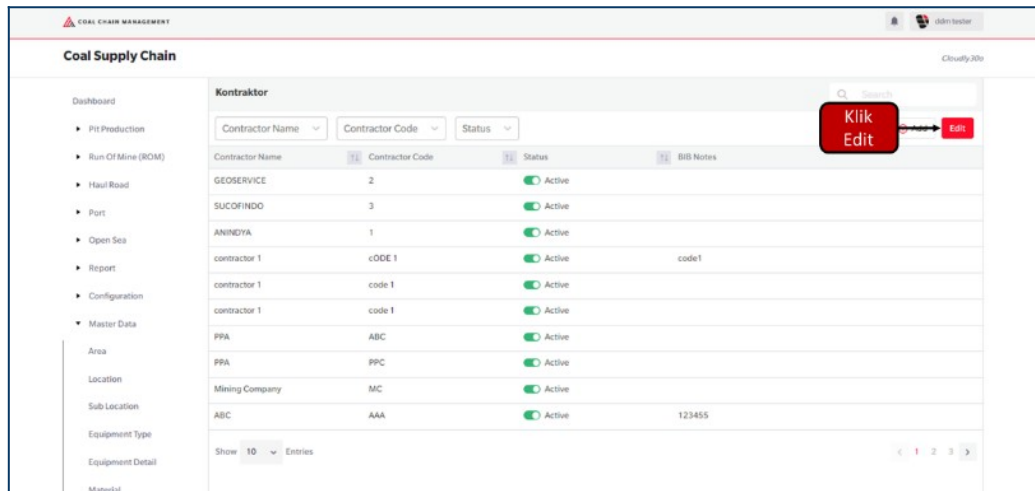 COAL CHAIN MANAGEMENT
ddm tester
Coal Supply Chain
Cloudly,30o
Dashboard
Pit Production
Run Of Mine (ROM)
Haul Road
Port
Open Sea
Report
Configuration
Master Data
Area
Location
Sub Location
Equipment Type
Equipment Detail
Material
Kontraktor
Search
Contractor Name
Contractor Code
Status
Klik
Edit
Add
Edit
Contractor Name Contractor Code Status BIB Notes
GEOSERVICE 2 Active
SUCOFINDO 3 Active
ANINDYA 1 Active
contractor 1 cODE 1 Active code1
contractor 1 code 1 Active
contractor 1 code 1 Active
PPA ABC Active
PPA PPC Active
Mining Company MC Active
ABC AAA Active 123455
Show 10 Entries
1 2 3